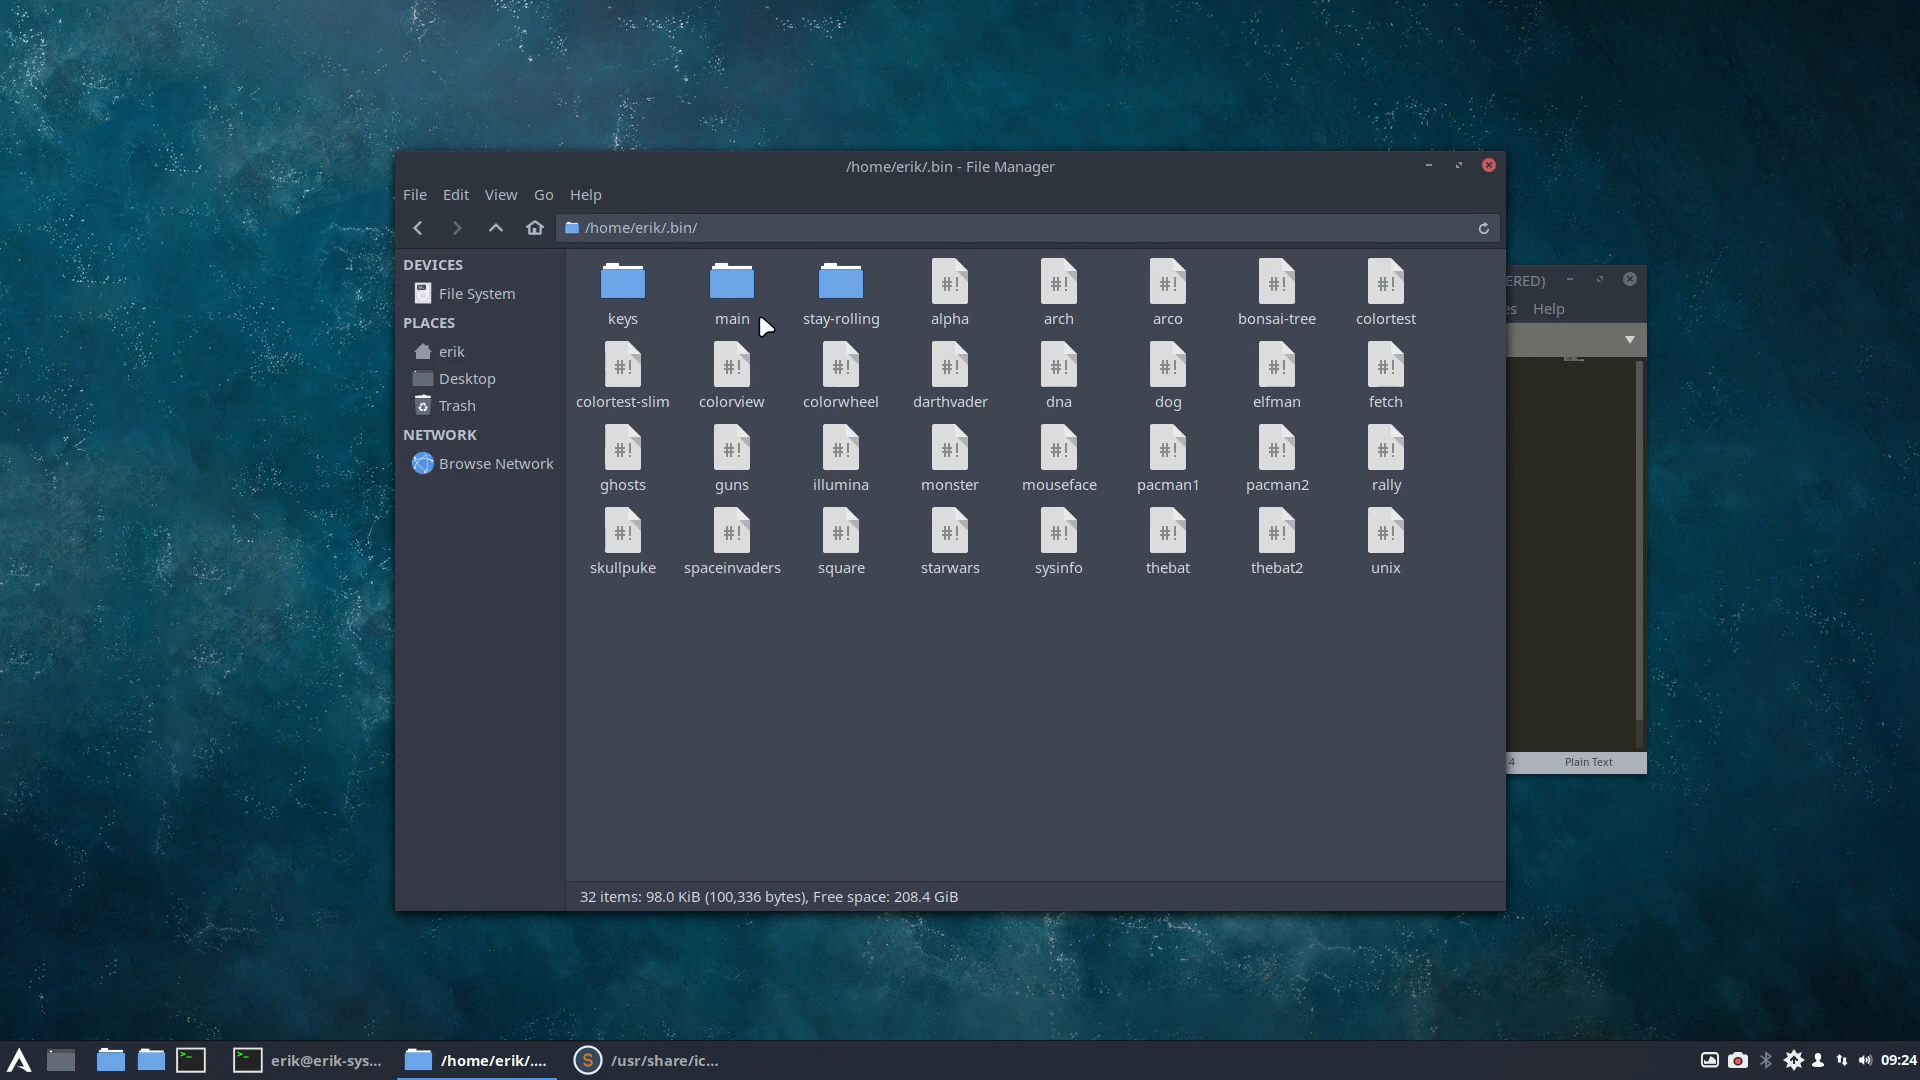 /home/erik/.bin - File Manager
File Edit View Go Help
/home/erik/.bin/
DEVICES
File System
PLACES
erik
Desktop
Trash
NETWORK
Browse Network
keys main stay-rolling alpha arch arco bonsai-tree colortest
colortest-slim colorview colorwheel darthvader dna dog elfman fetch
ghosts guns illumina monster mouseface pacman1 pacman2 rally
skullpuke spaceinvaders square starwars sysinfo thebat thebat2 unix
32 items: 98.0 KiB (100,336 bytes), Free space: 208.4 GiB
ERED)
es Help
4 Plain Text
erik@erik-sys... /home/erik/.... /usr/share/ic... 09:24